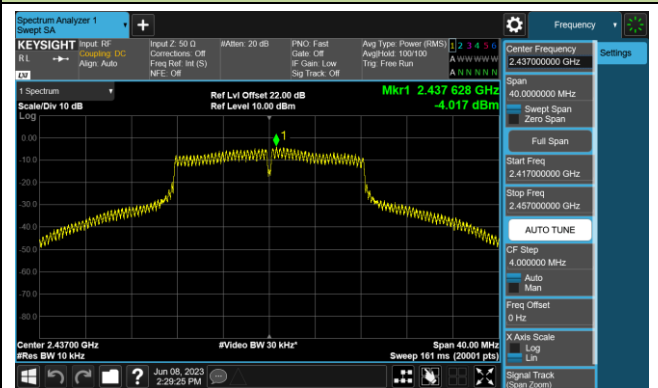 Spectrum Analyzer 1
Swept SA
+
Frequency
KEYSIGHT
RL
LXI
Input: RF
Coupling: DC
Align: Auto
Input Z: 50 Ω
Corrections: Off
Freq Ref: Int (S)
NFE: Off
#Atten: 20 dB
PNO: Fast
Gate: Off
IF Gain: Low
Sig Track: Off
Avg Type: Power (RMS)
Avg|Hold: 100/100
Trig: Free Run
1 2 3 4 5 6
A W W W W W
A N N N N N
1 Spectrum
Scale/Div 10 dB
Log
Ref Lvl Offset 22.00 dB
Ref Level 10.00 dBm
Mkr1 2.437 628 GHz
-4.017 dBm
1
0.00
-10.0
-20.0
-30.0
-40.0
-50.0
-60.0
-70.0
-80.0
Center 2.43700 GHz
#Res BW 10 kHz
#Video BW 30 kHz*
Span 40.00 MHz
Sweep 161 ms (20001 pts)
Center Frequency
2.437000000 GHz
Settings
Span
40.0000000 MHz
Swept Span
Zero Span
Full Span
Start Freq
2.417000000 GHz
Stop Freq
2.457000000 GHz
AUTO TUNE
CF Step
4.000000 MHz
Auto
Man
Freq Offset
0 Hz
X Axis Scale
Log
Lin
Signal Track
(Span Zoom)
?
Jun 08, 2023
2:29:25 PM